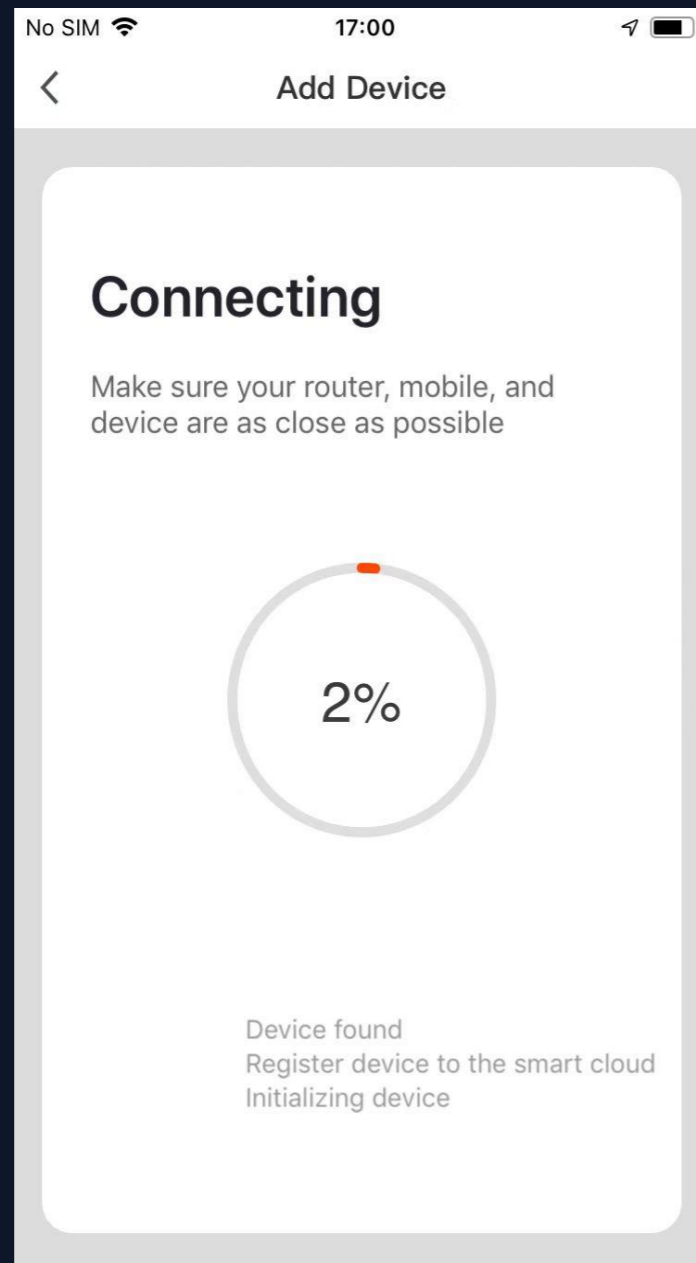 No SIM 17:00
Add Device
Connecting
Make sure your router, mobile, and
device are as close as possible
2%
Device found
Register device to the smart cloud
Initializing device